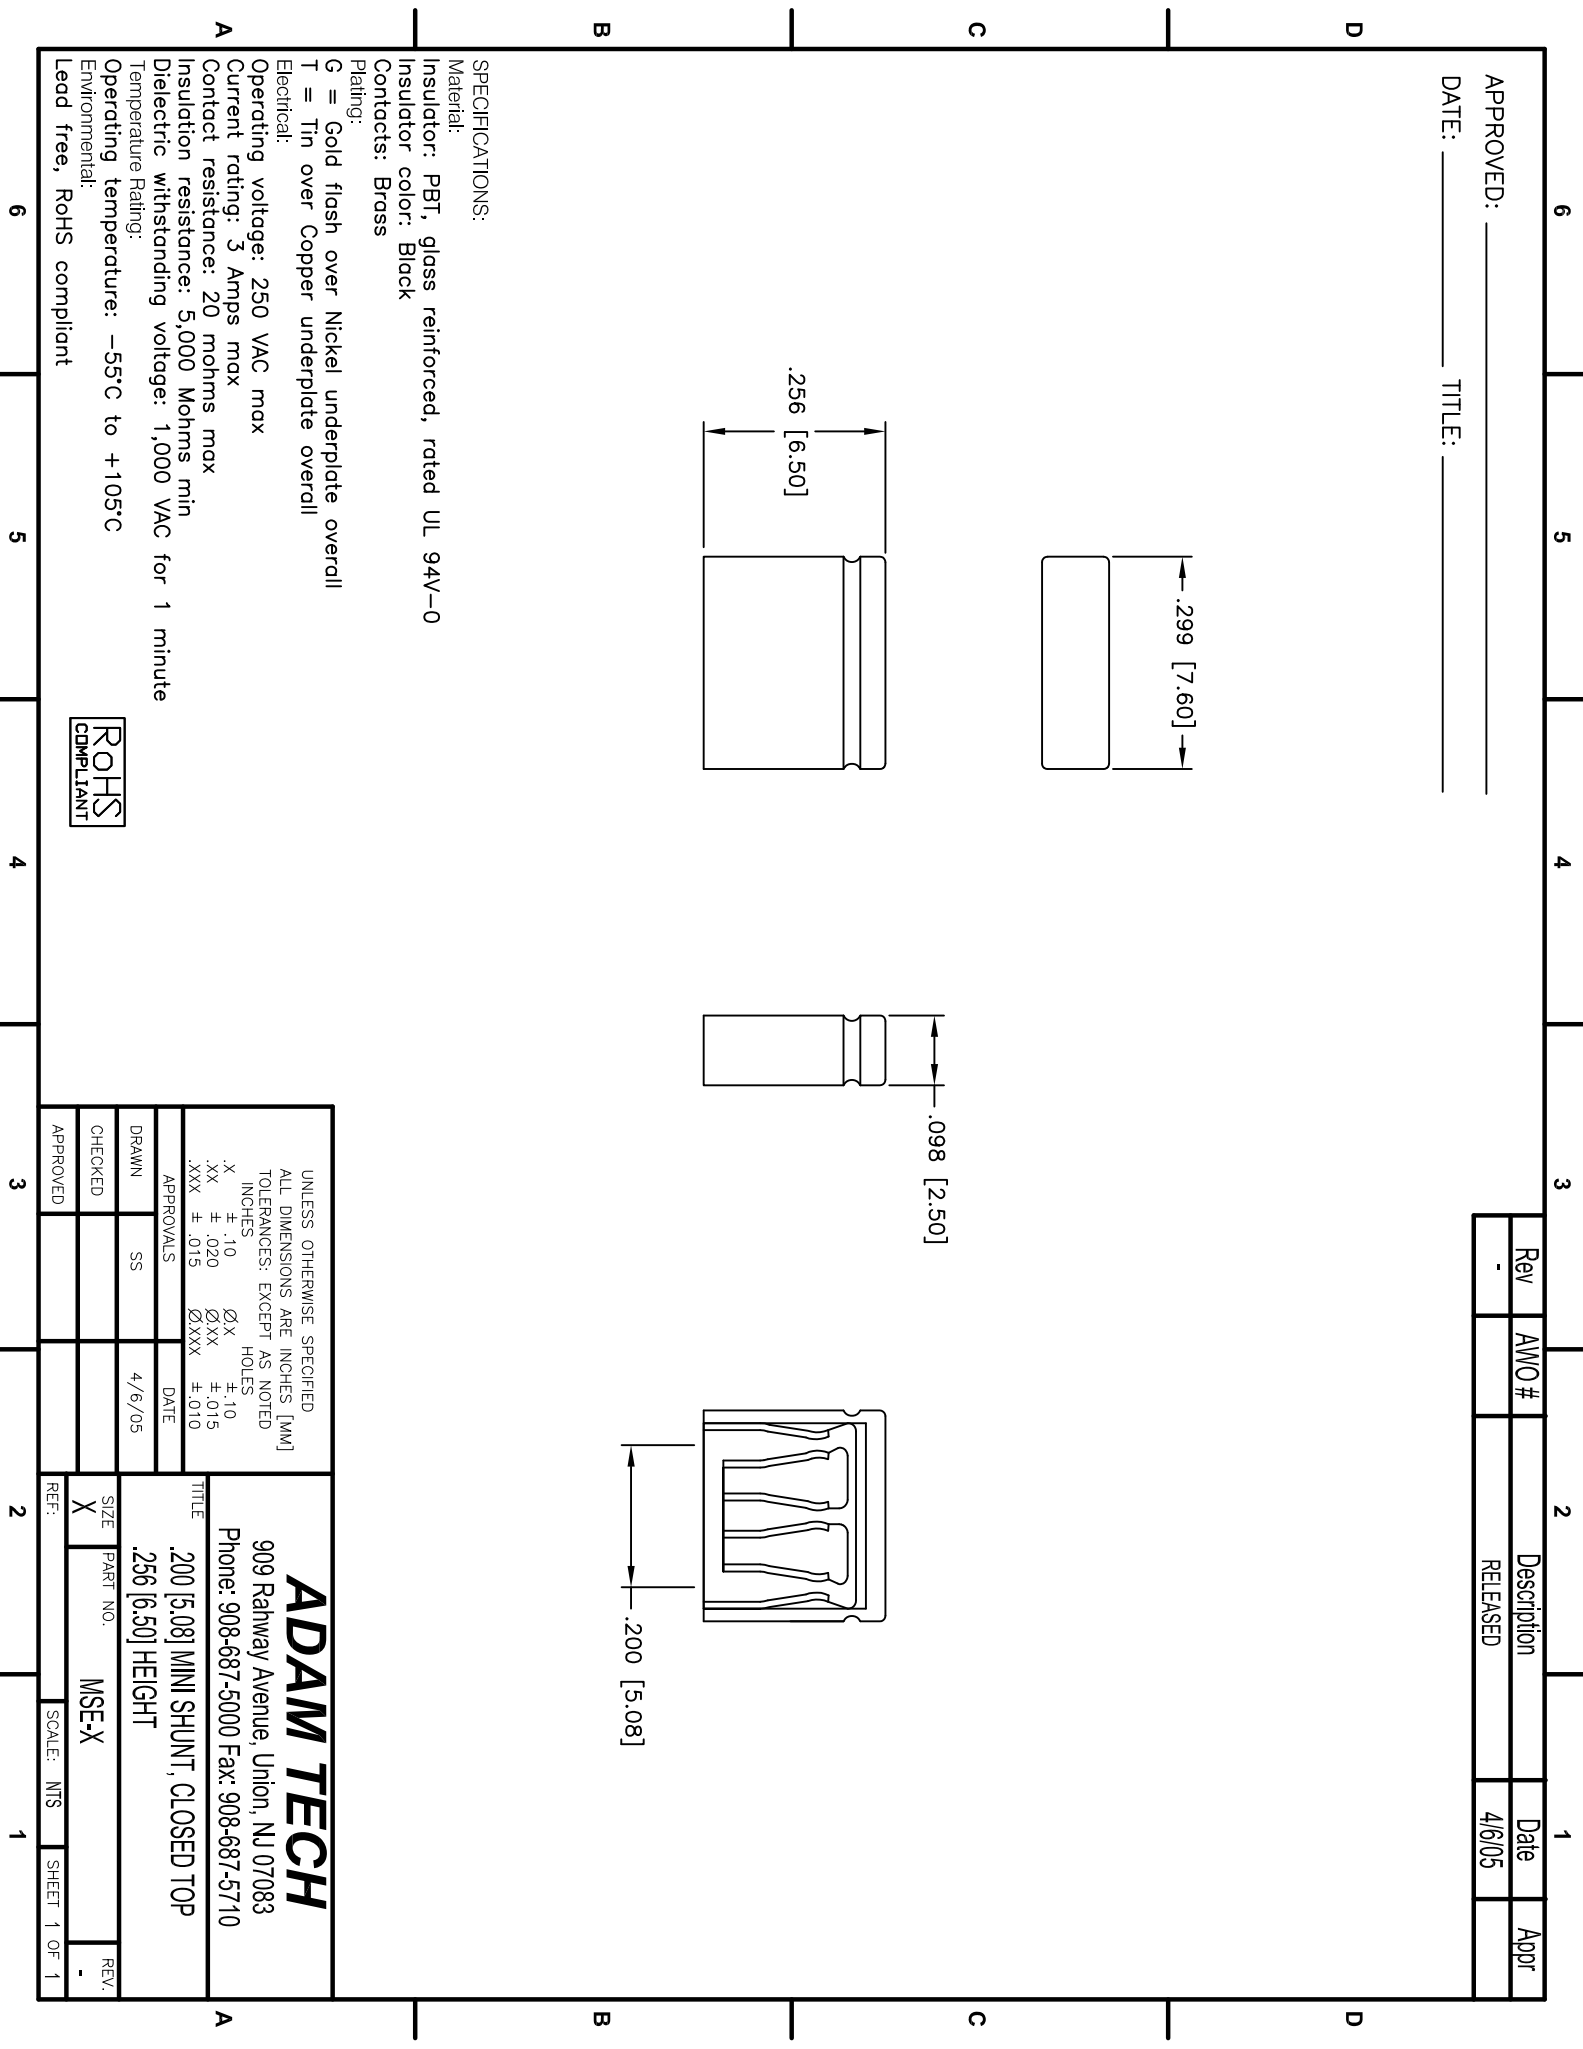 6
5
4
3
2
1
D
C
B
A
D
C
B
A
6
5
4
3
2
1
APPROVED:
DATE: TITLE:
Rev AWO # Description Date Appr
- RELEASED 4/6/05
.299 [7.60]
.256 [6.50]
.098 [2.50]
.200 [5.08]
SPECIFICATIONS:
Material:
Insulator: PBT, glass reinforced, rated UL 94V-0
Insulator color: Black
Contacts: Brass
Plating:
G = Gold flash over Nickel underplate overall
T = Tin over Copper underplate overall
Electrical:
Operating voltage: 250 VAC max
Current rating: 3 Amps max
Contact resistance: 20 mohms max
Insulation resistance: 5,000 Mohms min
Dielectric withstanding voltage: 1,000 VAC for 1 minute
Temperature Rating:
Operating temperature: -55°C to +105°C
Environmental:
Lead free, RoHS compliant
RoHS
COMPLIANT
UNLESS OTHERWISE SPECIFIED
ALL DIMENSIONS ARE INCHES [MM]
TOLERANCES: EXCEPT AS NOTED
INCHES HOLES
.X ± .10 Ø.X ±.10
.XX ± .020 Ø.XX ±.015
.XXX ± .015 Ø.XXX ±.010
APPROVALS DATE
DRAWN SS 4/6/05
CHECKED
APPROVED
ADAM TECH
909 Rahway Avenue, Union, NJ 07083
Phone: 908-687-5000 Fax: 908-687-5710
TITLE
.200 [5.08] MINI SHUNT, CLOSED TOP
.256 [6.50] HEIGHT
SIZE PART NO. REV.
X MSE-X -
REF: SCALE: NTS SHEET 1 OF 1